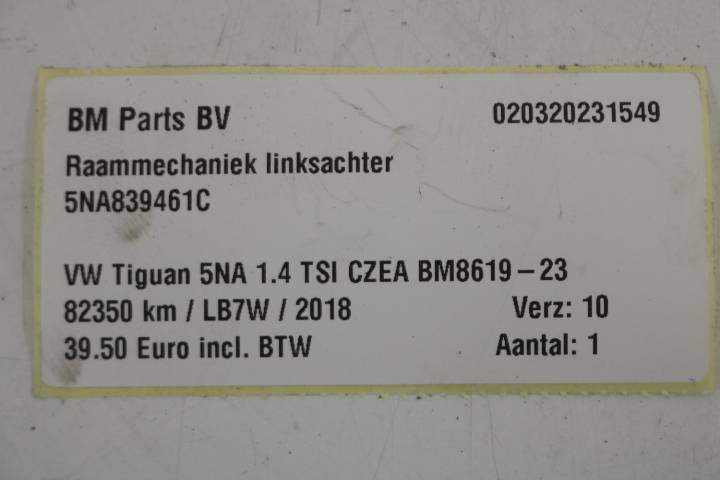 BM Parts BV 020320231549
Raammechaniek linksachter
5NA839461C
VW Tiguan 5NA 1.4 TSI CZEA BM8619-23
82350 km / LB7W / 2018 Verz: 10
39.50 Euro incl. BTW Aantal: 1